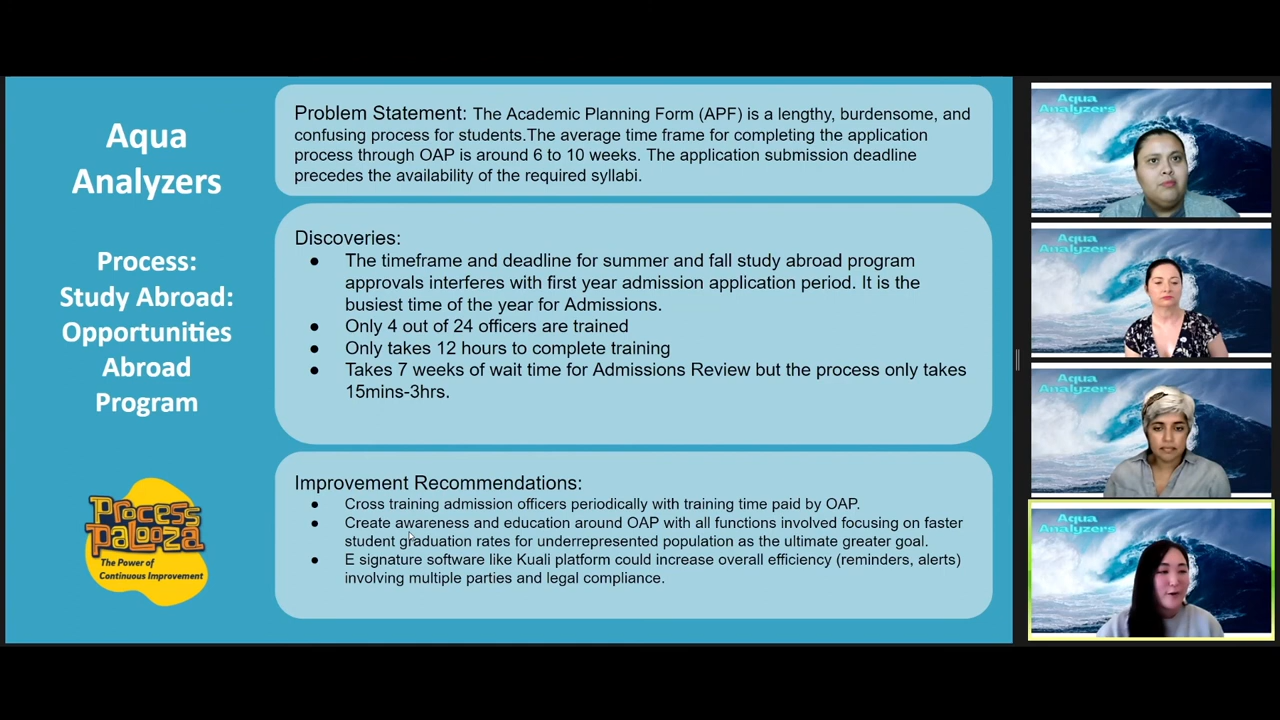 Aqua
Analyzers
Process:
Study Abroad:
Opportunities
Abroad
Program
Process
Palooza
The Power of
Continuous Improvement
Problem Statement: The Academic Planning Form (APF) is a lengthy, burdensome, and
confusing process for students.The average time frame for completing the application
process through OAP is around 6 to 10 weeks. The application submission deadline
precedes the availability of the required syllabi.
Discoveries:
● The timeframe and deadline for summer and fall study abroad program
approvals interferes with first year admission application period. It is the
busiest time of the year for Admissions.
● Only 4 out of 24 officers are trained
● Only takes 12 hours to complete training
● Takes 7 weeks of wait time for Admissions Review but the process only takes
15mins-3hrs.
Improvement Recommendations:
● Cross training admission officers periodically with training time paid by OAP.
● Create awareness and education around OAP with all functions involved focusing on faster
student graduation rates for underrepresented population as the ultimate greater goal.
● E signature software like Kuali platform could increase overall efficiency (reminders, alerts)
involving multiple parties and legal compliance.
Aqua
Analyzers
Aqua
Analyzers
Aqua
Analyzers
Aqua
Analyzers